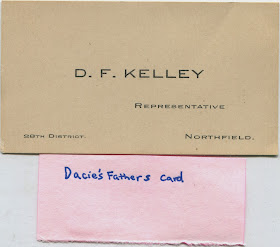 D. F. KELLEY
REPRESENTATIVE
28TH DISTRICT.
NORTHFIELD.
Dacie's Fathers card